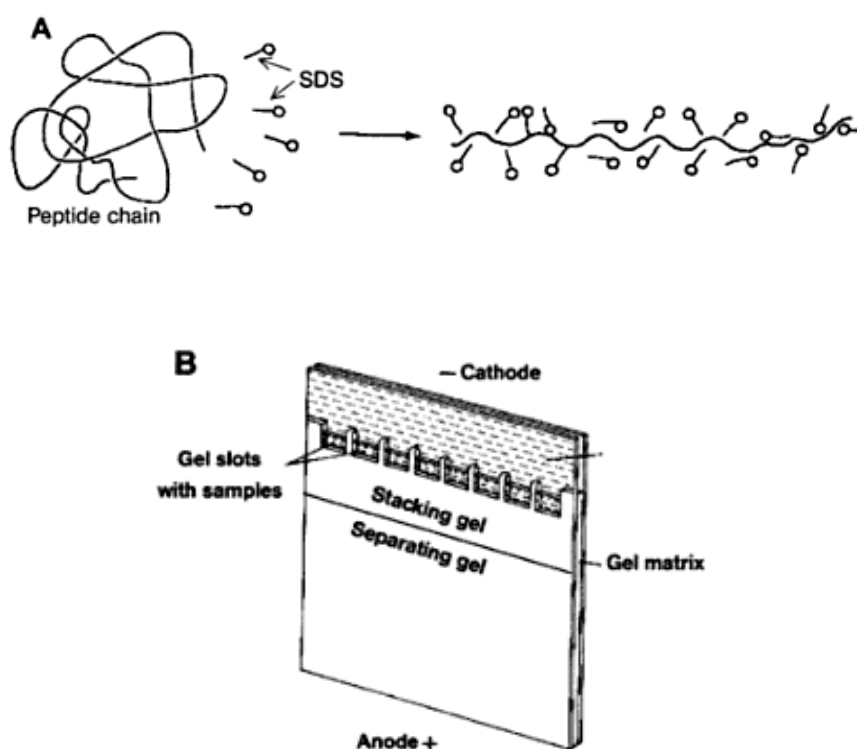 A
SDS
Peptide chain
B
– Cathode
Gel slots
with samples
Stacking gel
Separating gel
Gel matrix
Anode +